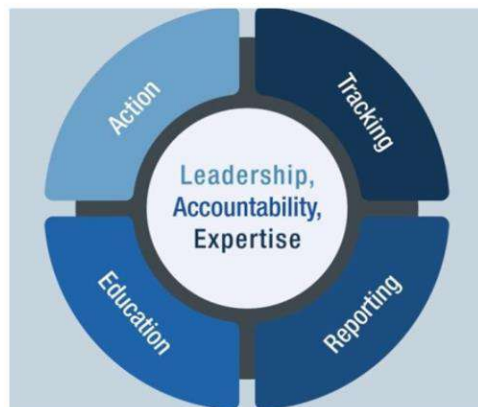 Action
Tracking
Leadership,
Accountability,
Expertise
Education
Reporting